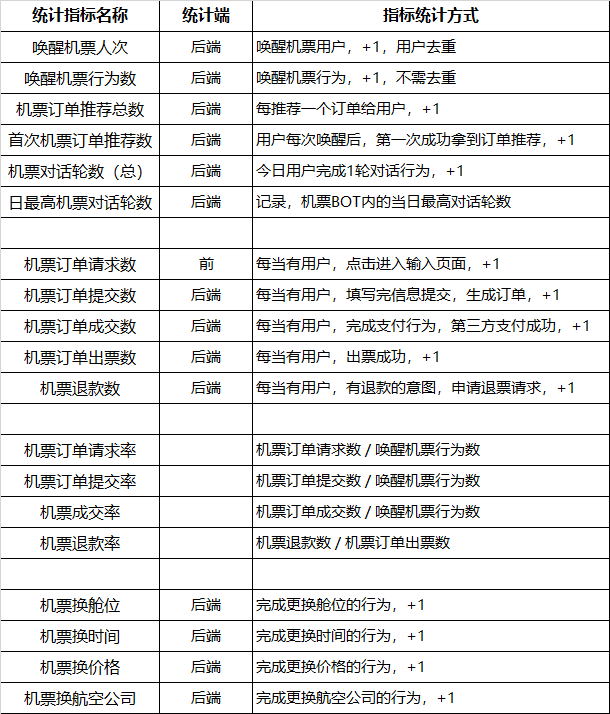 统计指标名称 统计端 指标统计方式
唤醒机票人次 后端 唤醒机票用户，+1，用户去重
唤醒机票行为数 后端 唤醒机票行为，+1，不需去重
机票订单推荐总数 后端 每推荐一个订单给用户，+1
首次机票订单推荐数 后端 用户每次唤醒后，第一次成功拿到订单推荐，+1
机票对话轮数（总） 后端 今日用户完成1轮对话行为，+1
日最高机票对话轮数 后端 记录，机票BOT内的当日最高对话轮数
机票订单请求数 前 每当有用户，点击进入输入页面，+1
机票订单提交数 后端 每当有用户，填写完信息提交，生成订单，+1
机票订单成交数 后端 每当有用户，完成支付行为，第三方支付成功，+1
机票订单出票数 后端 每当有用户，出票成功，+1
机票退款数 后端 每当有用户，有退款的意图，申请退票请求，+1
机票订单请求率 机票订单请求数 / 唤醒机票行为数
机票订单提交率 机票订单提交数 / 唤醒机票行为数
机票成交率 机票订单成交数 / 唤醒机票行为数
机票退款率 机票退款数 / 机票订单出票数
机票换舱位 后端 完成更换舱位的行为，+1
机票换时间 后端 完成更换时间的行为，+1
机票换价格 后端 完成更换价格的行为，+1
机票换航空公司 后端 完成更换航空公司的行为，+1